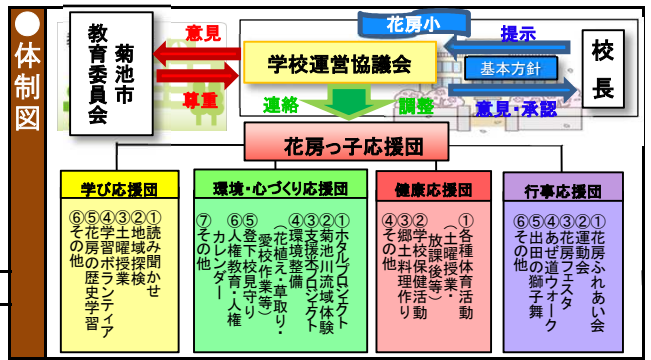 ●体制図
菊池市
教育委員会
意見
尊重
花房小
学校運営協議会
提示
基本方針
意見・承認
校長
連絡
調整
花房っ子応援団
学び応援団
①読み聞かせ
②地域探検
③土曜授業
④学習ボランティア
⑤花房の歴史学習
⑥その他
環境・心づくり応援団
①ホタルプロジェクト
②菊池川流域体験
③支援米プロジェクト
④環境整備
（花植え・草取り・
愛校作業等）
⑤登下校見守り
⑥人権教育・人権
カレンダー
⑦その他
健康応援団
①各種体育活動
（土曜授業・
放課後等）
②学校保健活動
③郷土料理作り
④その他
行事応援団
①花房ふれあい会
②運動会
③花房フェスタ
④あぜ道ウオーク
⑤出田の獅子舞
⑥その他